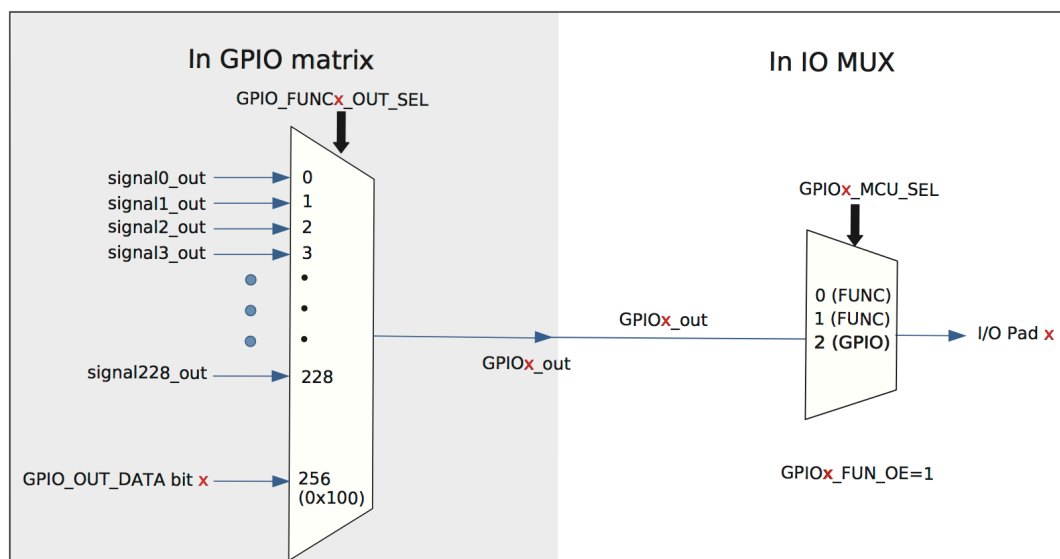 In GPIO matrix
In IO MUX
GPIO_FUNCx_OUT_SEL
signal0_out
0
signal1_out
1
signal2_out
2
signal3_out
3
GPIOx_MCU_SEL
0 (FUNC)
1 (FUNC)
2 (GPIO)
GPIOx_out
I/O Pad x
GPIOx_out
signal228_out
228
GPIO_OUT_DATA bit x
256
(0x100)
GPIOx_FUN_OE=1